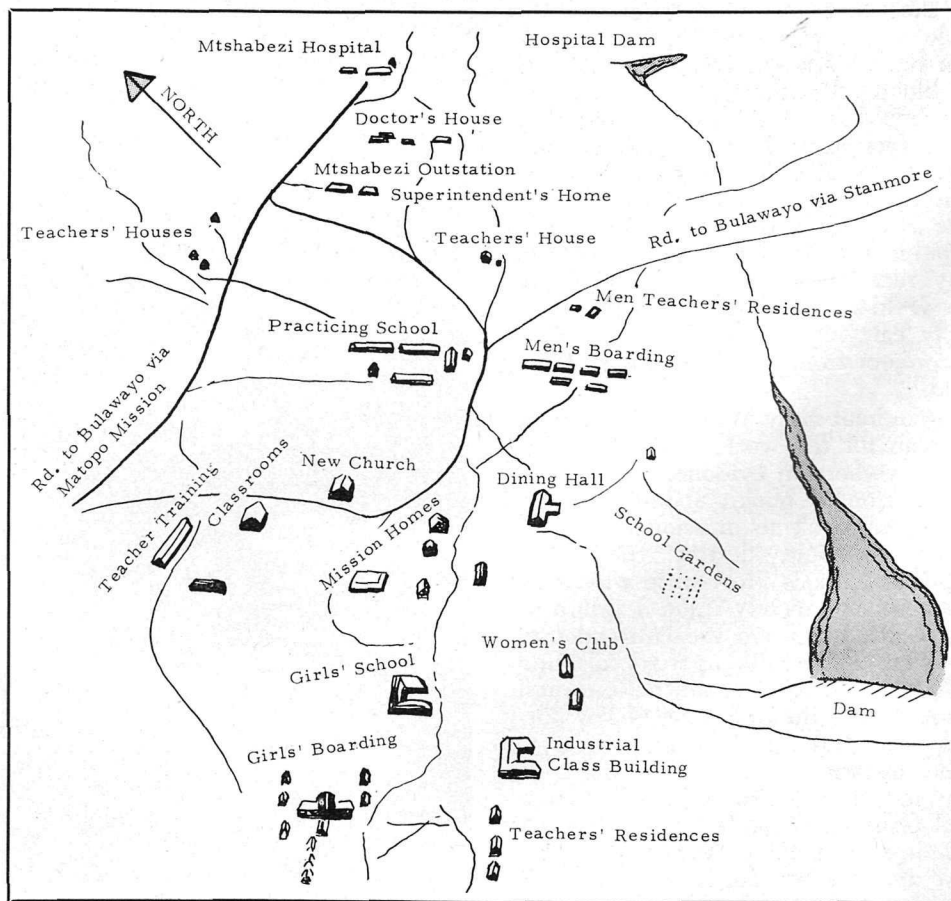 Mtshabezi Hospital
Hospital Dam
NORTH
Doctor's House
Mtshabezi Outstation
Superintendent's Home
Rd. to Bulawayo via Stanmore
Teachers' Houses
Teachers' House
Men Teachers' Residences
Practicing School
Men's Boarding
Rd. to Bulawayo via
Matopo Mission
New Church
Dining Hall
Teacher Training
Classrooms
Mission Homes
School Gardens
Women's Club
Girls' School
Dam
Girls' Boarding
Industrial
Class Building
Teachers' Residences